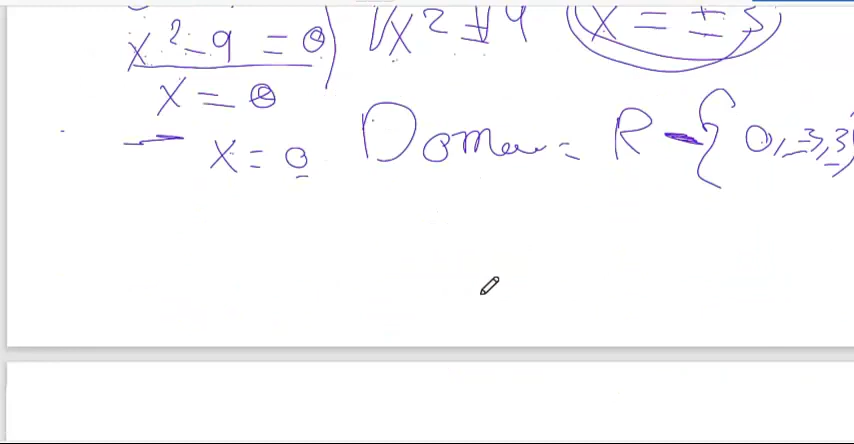 x² - 9 = 0 √x² = √9 x = ± 3
x = 0
x = 0 Domain = R - {0, -3, 3}